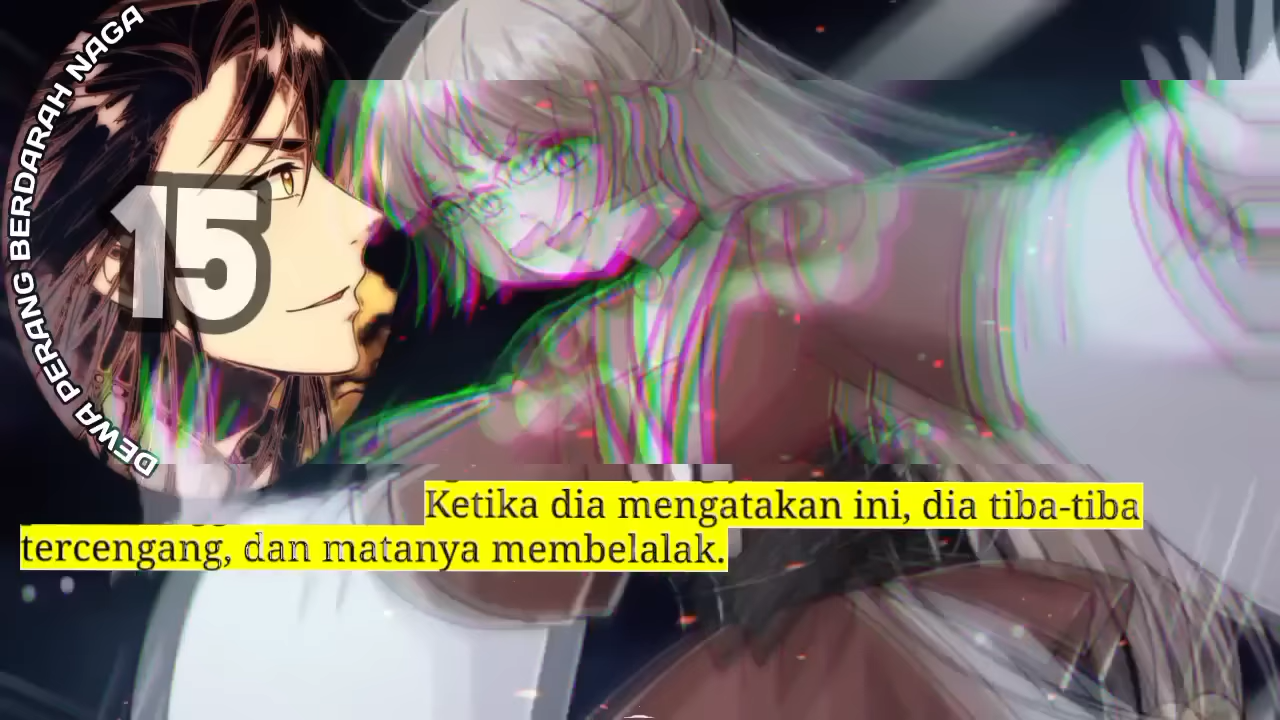 DEWA PERANG BERDARAH NAGA
15
Ketika dia mengatakan ini, dia tiba-tiba
tercengang, dan matanya membelalak.